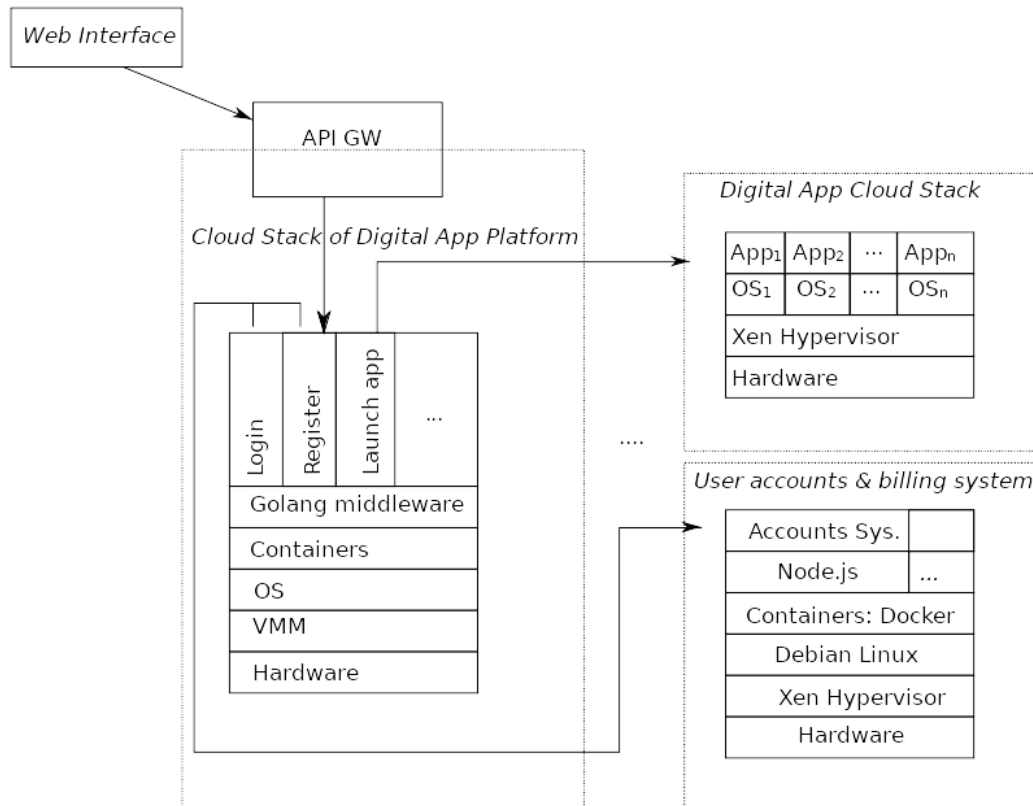 Web Interface
API GW
Cloud Stack of Digital App Platform
Login
Register
Launch app
...
Golang middleware
Containers
OS
VMM
Hardware
....
Digital App Cloud Stack
App₁ App₂ ... Appₙ
OS₁ OS₂ ... OSₙ
Xen Hypervisor
Hardware
User accounts & billing system
Accounts Sys.
Node.js ...
Containers: Docker
Debian Linux
Xen Hypervisor
Hardware